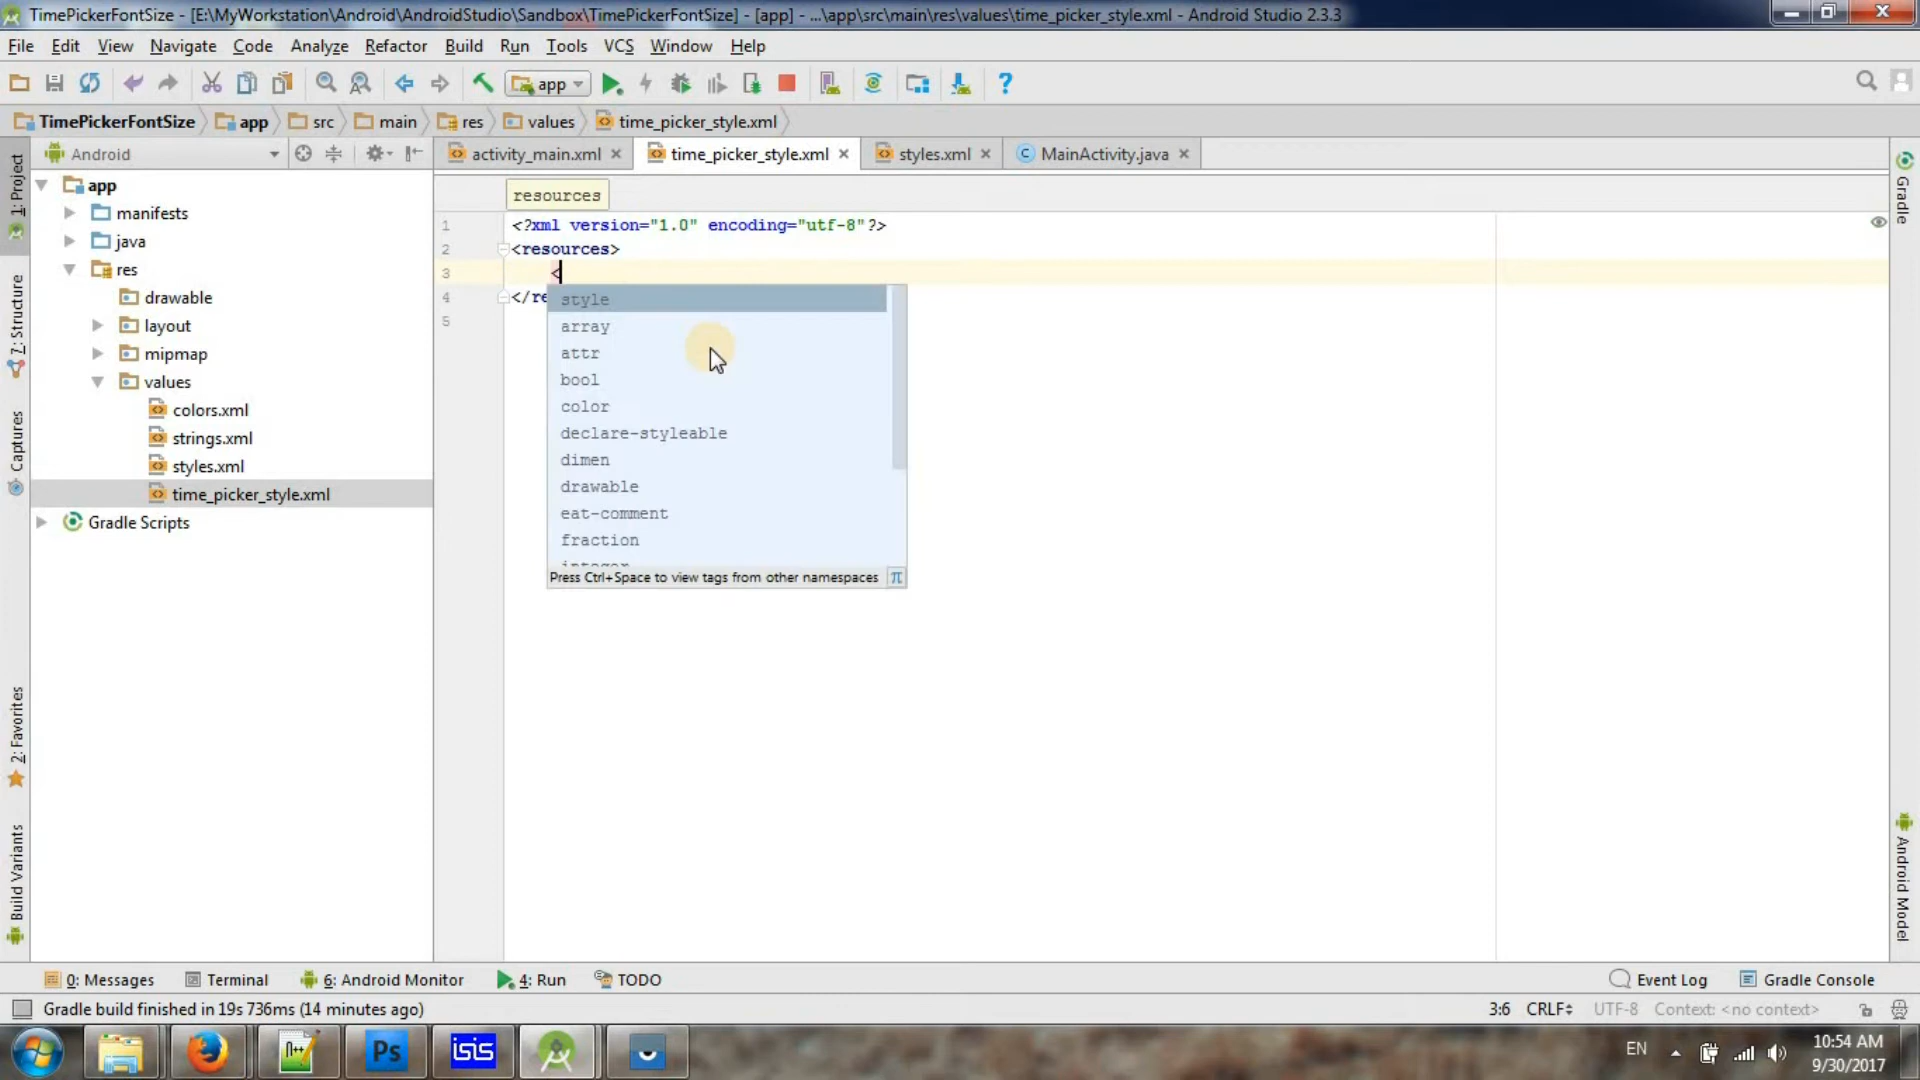 TimePickerFontSize - [E:\MyWorkstation\Android\AndroidStudio\Sandbox\TimePickerFontSize] - [app] - ...\app\src\main\res\values\time_picker_style.xml - Android Studio 2.3.3
File Edit View Navigate Code Analyze Refactor Build Run Tools VCS Window Help
app
TimePickerFontSize app src main res values time_picker_style.xml
Android
activity_main.xml time_picker_style.xml styles.xml MainActivity.java
app
manifests
java
res
drawable
layout
mipmap
values
colors.xml
strings.xml
styles.xml
time_picker_style.xml
Gradle Scripts
resources
1 <?xml version="1.0" encoding="utf-8"?>
2 <resources>
3 <
4 </re
5
style
array
attr
bool
color
declare-styleable
dimen
drawable
eat-comment
fraction
integer
Press Ctrl+Space to view tags from other namespaces π
1: Project
7: Structure
Captures
2: Favorites
Build Variants
Gradle
Android Model
0: Messages Terminal 6: Android Monitor 4: Run TODO Event Log Gradle Console
Gradle build finished in 19s 736ms (14 minutes ago) 3:6 CRLF UTF-8 Context: <no context>
N++ Ps isis
EN
10:54 AM
9/30/2017